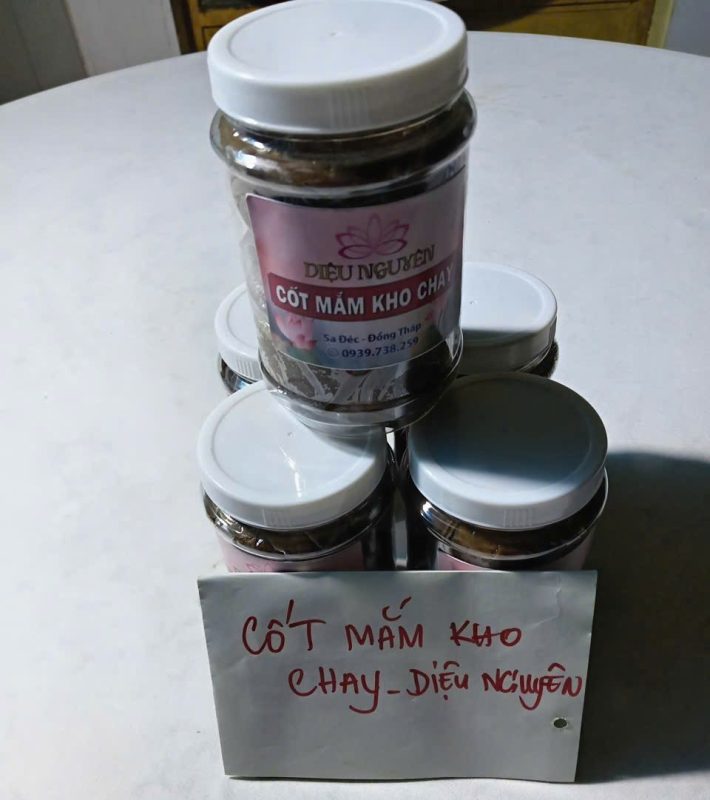 DIỆU NGUYÊN
CỐT MẮM KHO CHAY
Sa Đéc - Đồng Tháp
0939.738.259
CỐT MẮM KHO
CHAY_DIỆU NGUYÊN